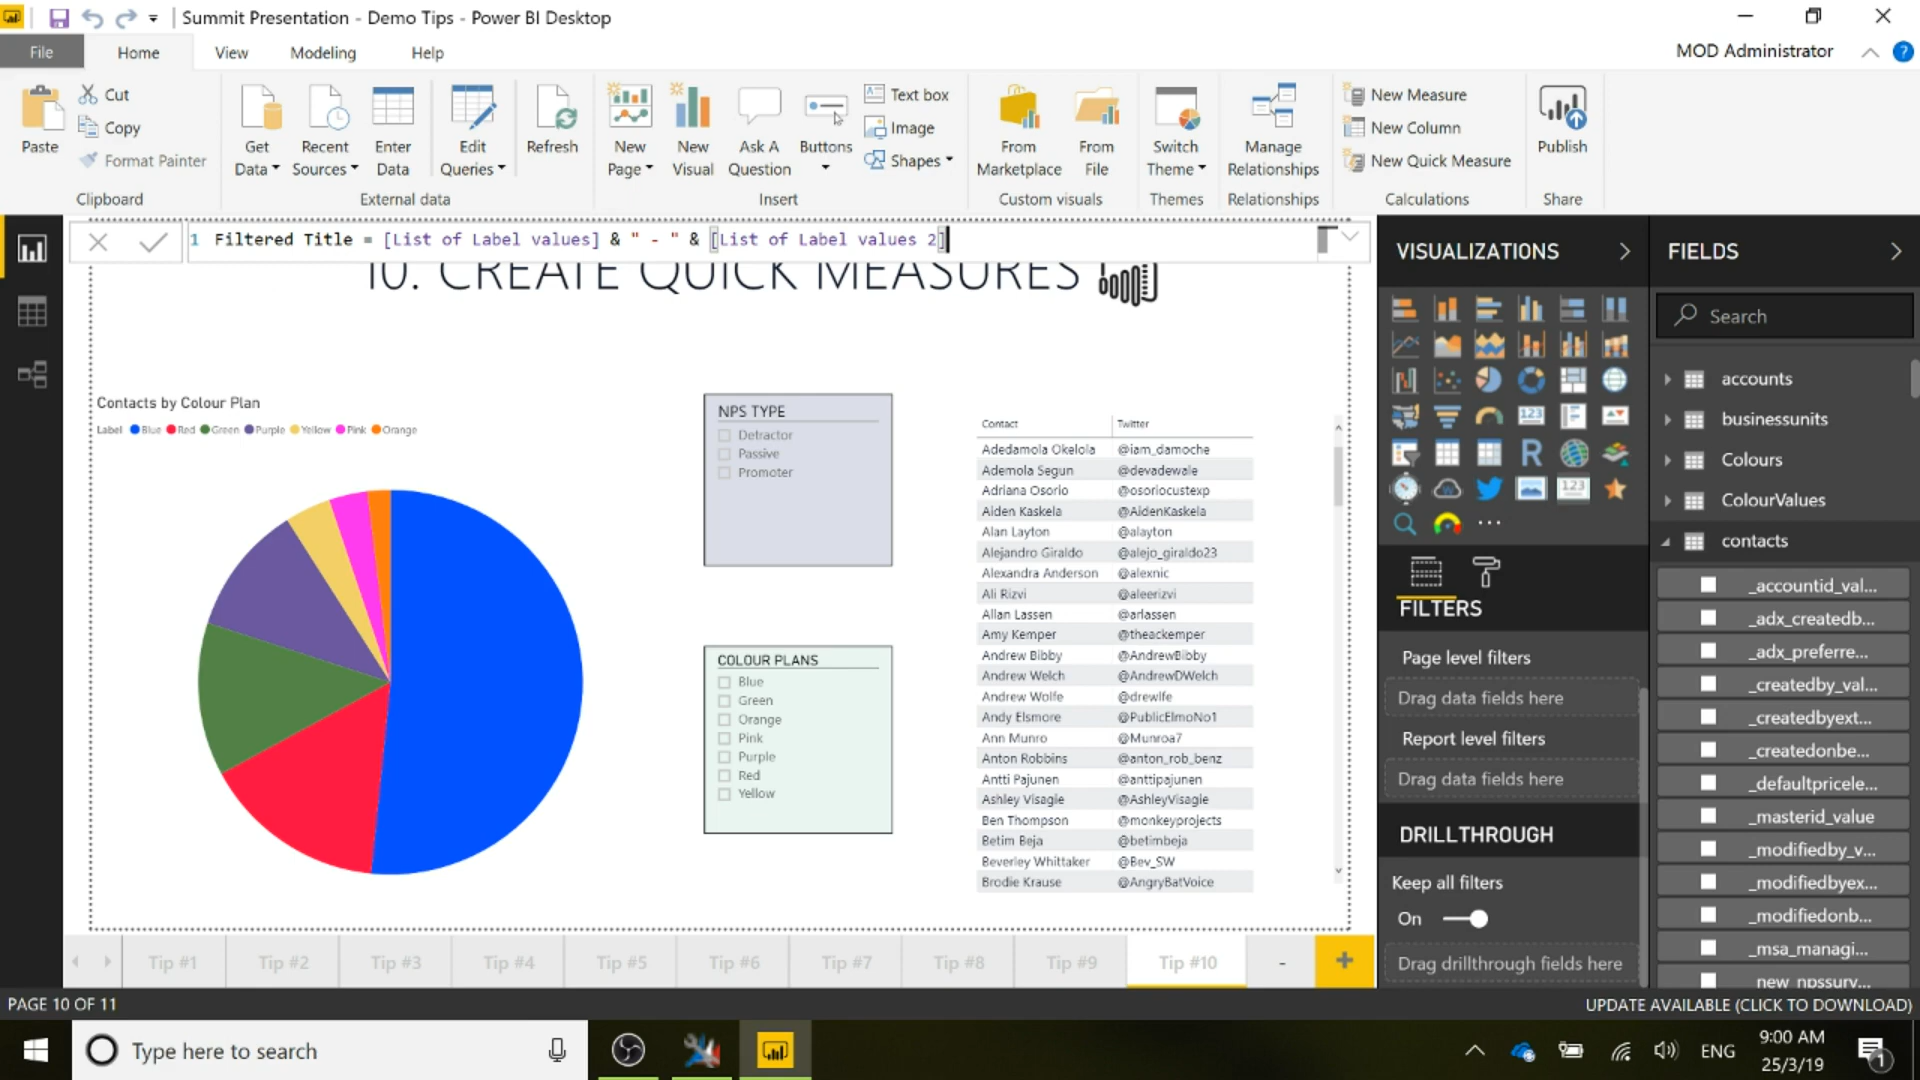 Summit Presentation - Demo Tips - Power BI Desktop
File
Home
View
Modeling
Help
MOD Administrator
Paste
Cut
Copy
Format Painter
Clipboard
Get Data
Recent Sources
Enter Data
Edit Queries
External data
Refresh
New Page
New Visual
Ask A Question
Buttons
Text box
Image
Shapes
Insert
From Marketplace
From File
Custom visuals
Switch Theme
Themes
Manage Relationships
Relationships
New Measure
New Column
New Quick Measure
Calculations
Publish
Share
1 Filtered Title = [List of Label values] & " - " & [List of Label values 2]
10. CREATE QUICK MEASURES
Contacts by Colour Plan
Label Blue Red Green Purple Yellow Pink Orange
NPS TYPE
Detractor
Passive
Promoter
COLOUR PLANS
Blue
Green
Orange
Pink
Purple
Red
Yellow
Contact Twitter
Adedamola Okelola @iam_damoche
Ademola Segun @devadewale
Adriana Osorio @osoriocustexp
Aiden Kaskela @AidenKaskela
Alan Layton @alayton
Alejandro Giraldo @alejo_giraldo23
Alexandra Anderson @alexnic
Ali Rizvi @aleerizvi
Allan Lassen @arlassen
Amy Kemper @theackemper
Andrew Bibby @AndrewBibby
Andrew Welch @AndrewDWelch
Andrew Wolfe @drewlfe
Andy Elsmore @PublicElmoNo1
Ann Munro @Munroa7
Anton Robbins @anton_rob_benz
Antti Pajunen @anttipajunen
Ashley Visagie @AshleyVisagie
Ben Thompson @monkeyprojects
Betim Beja @betimbeja
Beverley Whittaker @Bev_SW
Brodie Krause @AngryBatVoice
VISUALIZATIONS
123
R
123
FILTERS
Page level filters
Drag data fields here
Report level filters
Drag data fields here
DRILLTHROUGH
Keep all filters
On
Drag drillthrough fields here
FIELDS
Search
accounts
businessunits
Colours
ColourValues
contacts
_accountid_val...
_adx_createdb...
_adx_preferre...
_createdby_val...
_createdbyext...
_createdonbe...
_defaultpricele...
_masterid_value
_modifiedby_v...
_modifiedbyex...
_modifiedonb...
_msa_managi...
new_npssurv...
Tip #1
Tip #2
Tip #3
Tip #4
Tip #5
Tip #6
Tip #7
Tip #8
Tip #9
Tip #10
-
+
PAGE 10 OF 11
UPDATE AVAILABLE (CLICK TO DOWNLOAD)
Type here to search
ENG
9:00 AM
25/3/19
1